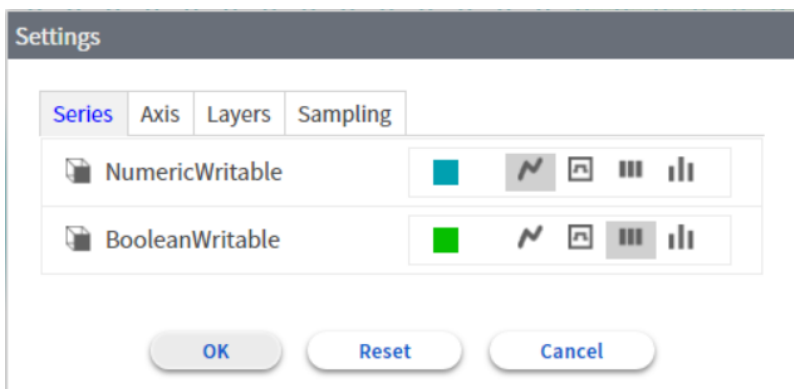 Settings
Series Axis Layers Sampling
NumericWritable
BooleanWritable
OK Reset Cancel